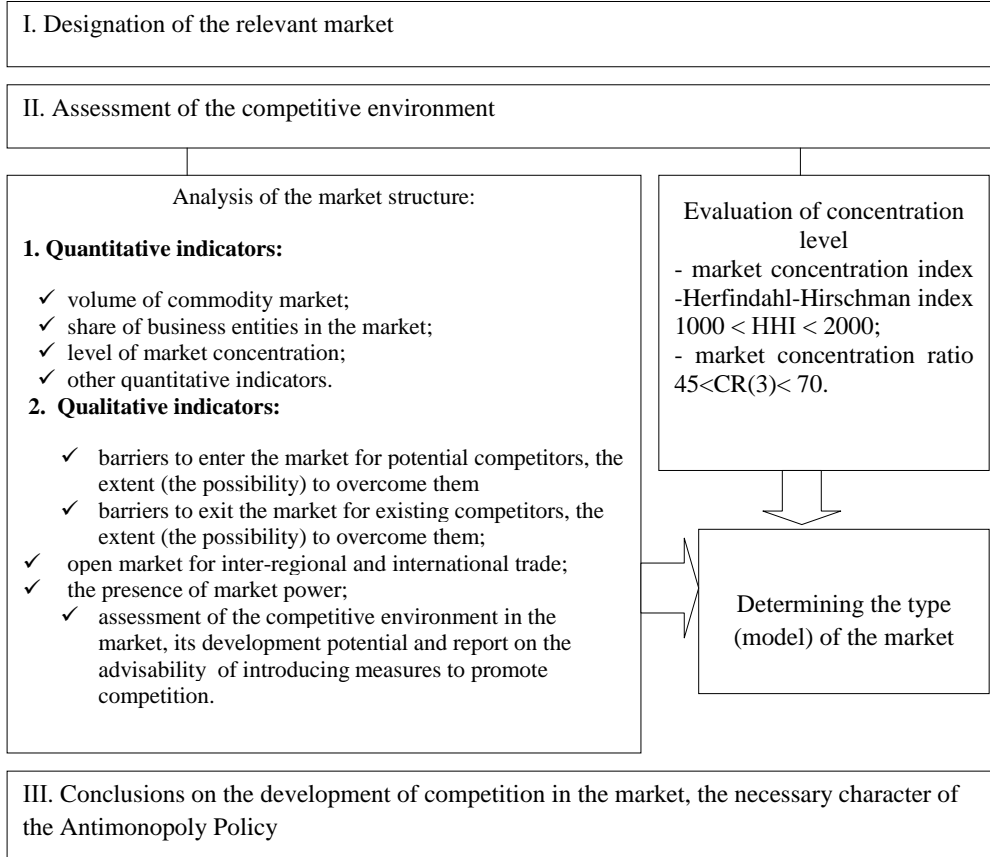 I. Designation of the relevant market
II. Assessment of the competitive environment
Analysis of the market structure:
1. Quantitative indicators:
✓ volume of commodity market;
✓ share of business entities in the market;
✓ level of market concentration;
✓ other quantitative indicators.
2. Qualitative indicators:
✓ barriers to enter the market for potential competitors, the
extent (the possibility) to overcome them
✓ barriers to exit the market for existing competitors, the
extent (the possibility) to overcome them;
✓ open market for inter-regional and international trade;
✓ the presence of market power;
✓ assessment of the competitive environment in the
market, its development potential and report on the
advisability of introducing measures to promote
competition.
Evaluation of concentration
level
- market concentration index
-Herfindahl-Hirschman index
1000 < HHI < 2000;
- market concentration ratio
45<CR(3)< 70.
Determining the type
(model) of the market
III. Conclusions on the development of competition in the market, the necessary character of
the Antimonopoly Policy